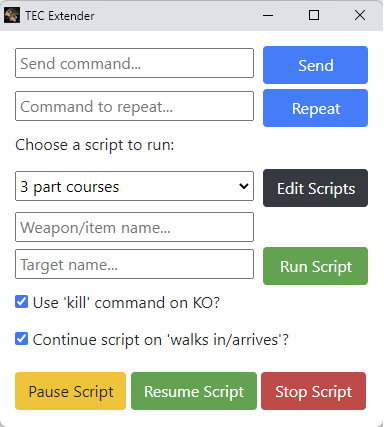 TEC Extender
Send command... Send
Command to repeat... Repeat
Choose a script to run:
3 part courses Edit Scripts
Weapon/item name...
Target name... Run Script
Use 'kill' command on KO?
Continue script on 'walks in/arrives'?
Pause Script Resume Script Stop Script